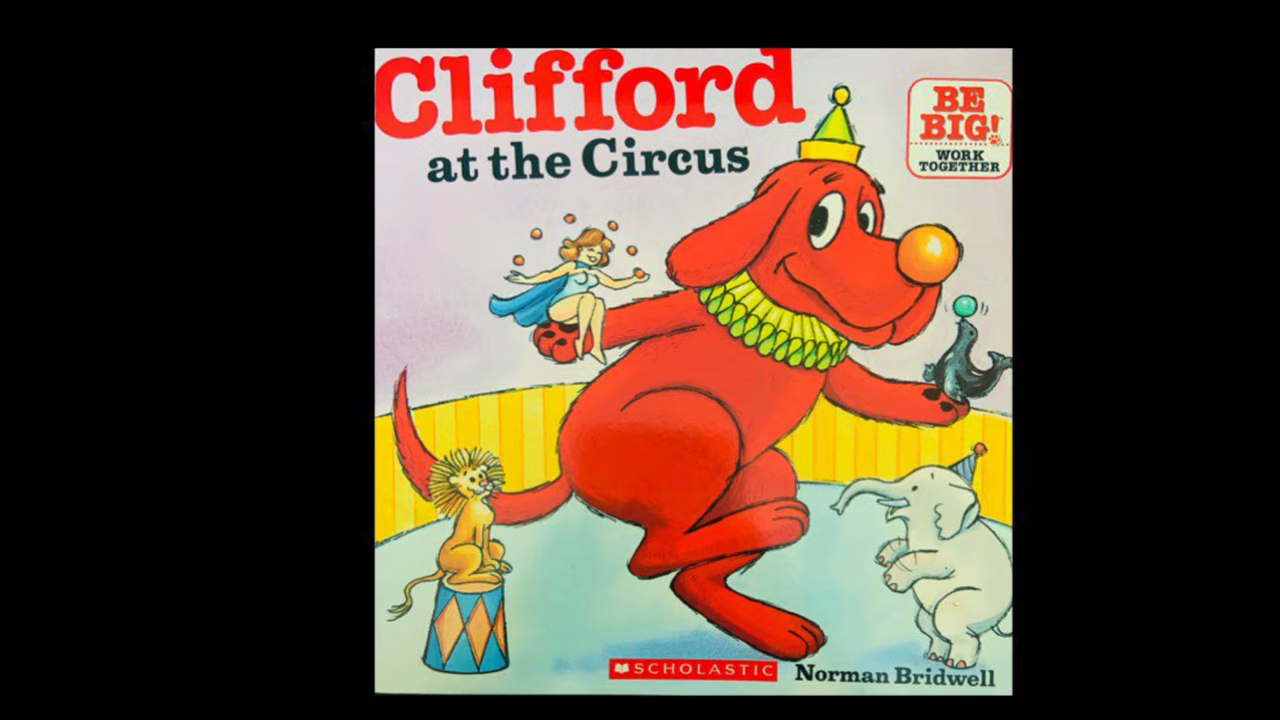 Clifford
at the Circus
BE
BIG!
WORK
TOGETHER
SCHOLASTIC
Norman Bridwell